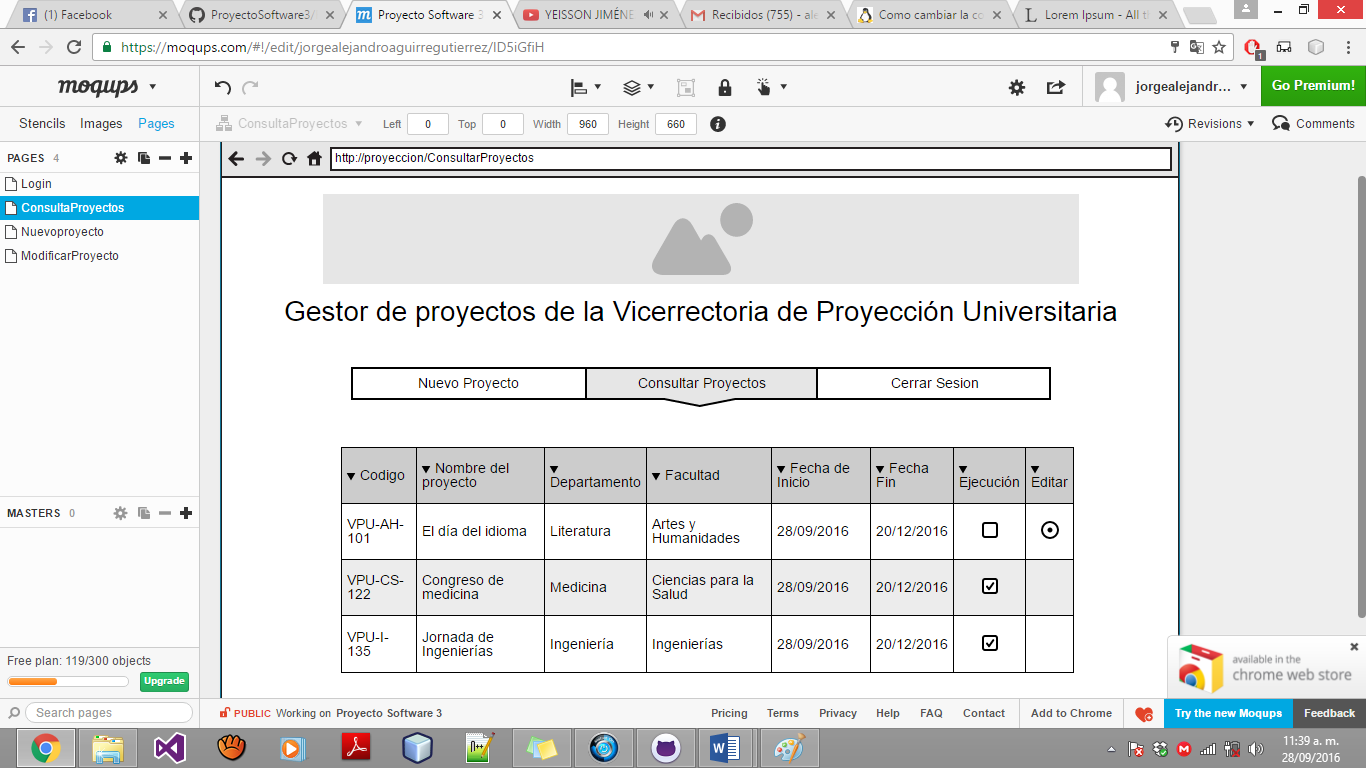 (1) Facebook
ProyectoSoftware3/
Proyecto Software 3
YEISSON JIMÉNE
Recibidos (755) - ale
Como cambiar la co
Lorem Ipsum - All ti
https://moqups.com/#!/edit/jorgealejandroaguirregutierrez/ID5iGfiH
1
moqups
jorgealejandr...
Go Premium!
Stencils Images Pages
ConsultaProyectos
Left 0 Top 0 Width 960 Height 660
Revisions
Comments
PAGES 4
Login
ConsultaProyectos
Nuevoproyecto
ModificarProyecto
MASTERS 0
http://proyeccion/ConsultarProyectos
Gestor de proyectos de la Vicerrectoria de Proyección Universitaria
Nuevo Proyecto Consultar Proyectos Cerrar Sesion
Codigo
Nombre del
proyecto
Departamento
Facultad
Fecha de
Inicio
Fecha
Fin
Ejecución
Editar
VPU-AH-
101
El día del idioma
Literatura
Artes y
Humanidades
28/09/2016
20/12/2016
VPU-CS-
122
Congreso de
medicina
Medicina
Ciencias para la
Salud
28/09/2016
20/12/2016
VPU-I-
135
Jornada de
Ingenierías
Ingeniería
Ingenierías
28/09/2016
20/12/2016
available in the
chrome web store
Free plan: 119/300 objects
Upgrade
Search pages
PUBLIC Working on Proyecto Software 3
Pricing Terms Privacy Help FAQ Contact
Add to Chrome
Try the new Moqups
Feedback
11:39 a. m.
28/09/2016